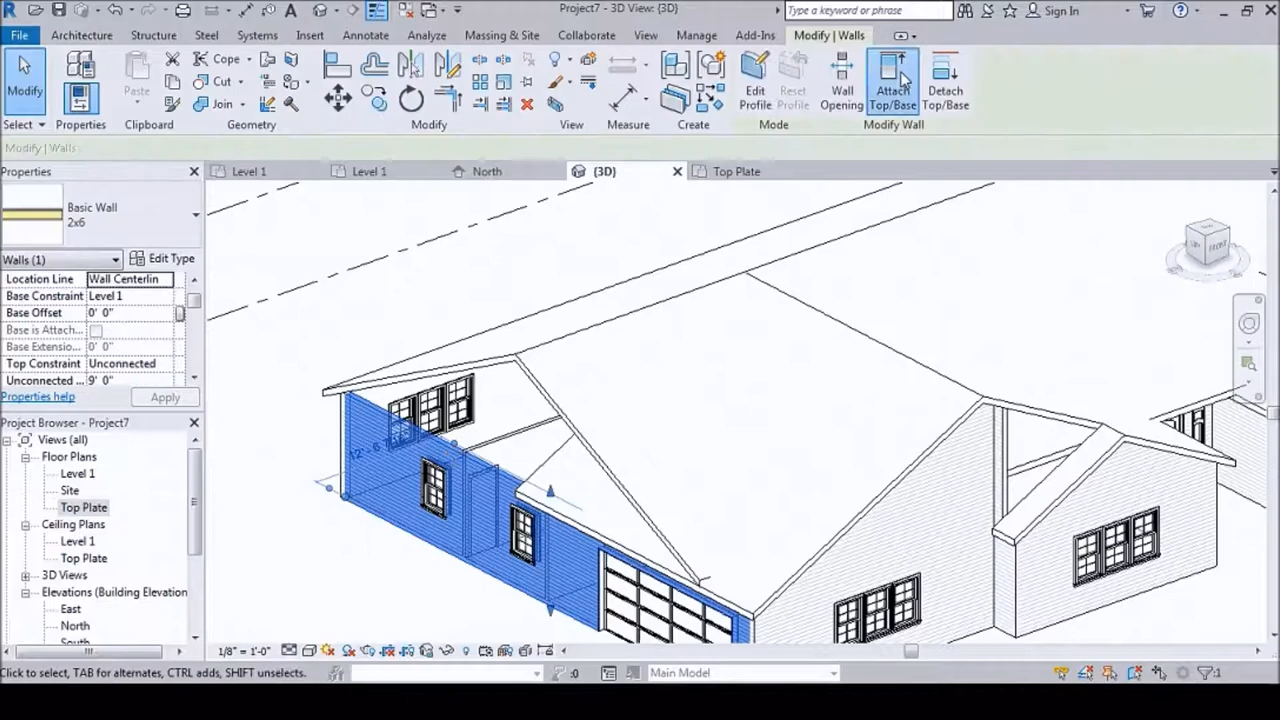 Project7 - 3D View: {3D}
Type a keyword or phrase
Sign In
File
Architecture
Structure
Steel
Systems
Insert
Annotate
Analyze
Massing & Site
Collaborate
View
Manage
Add-Ins
Modify | Walls
Modify
Paste
Cope
Cut
Join
Edit
Profile
Reset
Profile
Wall
Opening
Attach
Top/Base
Detach
Top/Base
Select
Properties
Clipboard
Geometry
Modify
View
Measure
Create
Mode
Modify Wall
Modify | Walls
Properties
Level 1
Level 1
North
(3D)
Top Plate
Basic Wall
2x6
Walls (1)
Edit Type
Location Line Wall Centerlin
Base Constraint Level 1
Base Offset 0' 0"
Base is Attach...
Base Extensio... 0' 0"
Top Constraint Unconnected
Unconnected ... 9' 0"
Properties help
Apply
Project Browser - Project7
Views (all)
Floor Plans
Level 1
Site
Top Plate
Ceiling Plans
Level 1
Top Plate
3D Views
Elevations (Building Elevation
East
North
South
FRONT
1/8" = 1'-0"
Click to select, TAB for alternates, CTRL adds, SHIFT unselects.
:0
Main Model
:1